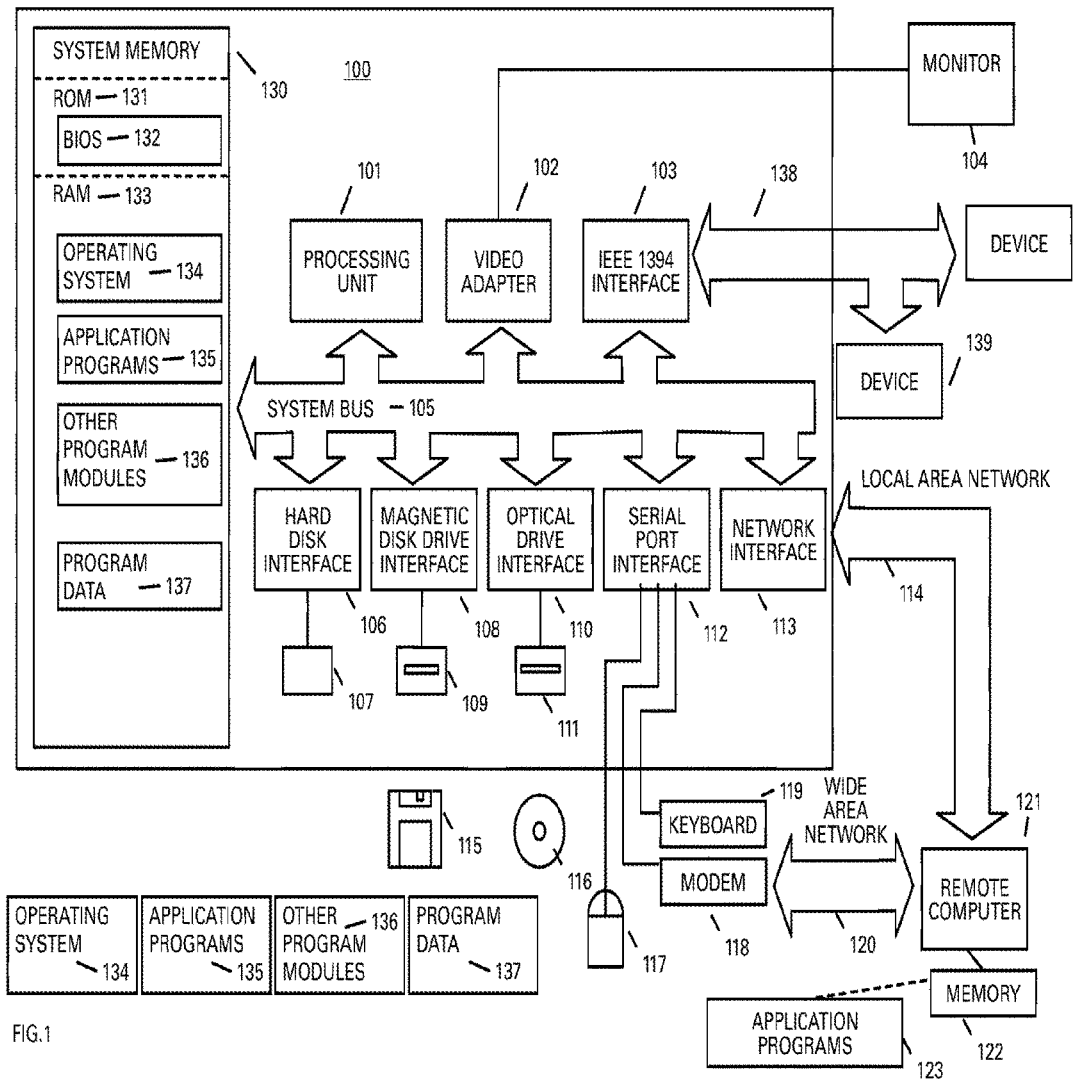 SYSTEM MEMORY
130
100
ROM 131
BIOS 132
RAM 133
OPERATING
SYSTEM 134
APPLICATION
PROGRAMS 135
OTHER
PROGRAM
MODULES 136
PROGRAM
DATA 137
MONITOR
104
101
PROCESSING
UNIT
102
VIDEO
ADAPTER
103
IEEE 1394
INTERFACE
138
DEVICE
DEVICE
139
SYSTEM BUS 105
HARD
DISK
INTERFACE
106
107
MAGNETIC
DISK DRIVE
INTERFACE
108
109
OPTICAL
DRIVE
INTERFACE
110
111
SERIAL
PORT
INTERFACE
112
NETWORK
INTERFACE
113
LOCAL AREA NETWORK
114
115
116
117
119
KEYBOARD
MODEM
118
WIDE
AREA
NETWORK
120
121
REMOTE
COMPUTER
MEMORY
122
APPLICATION
PROGRAMS
123
OPERATING
SYSTEM
134
APPLICATION
PROGRAMS
135
OTHER 136
PROGRAM
MODULES
PROGRAM
DATA
137
FIG.1